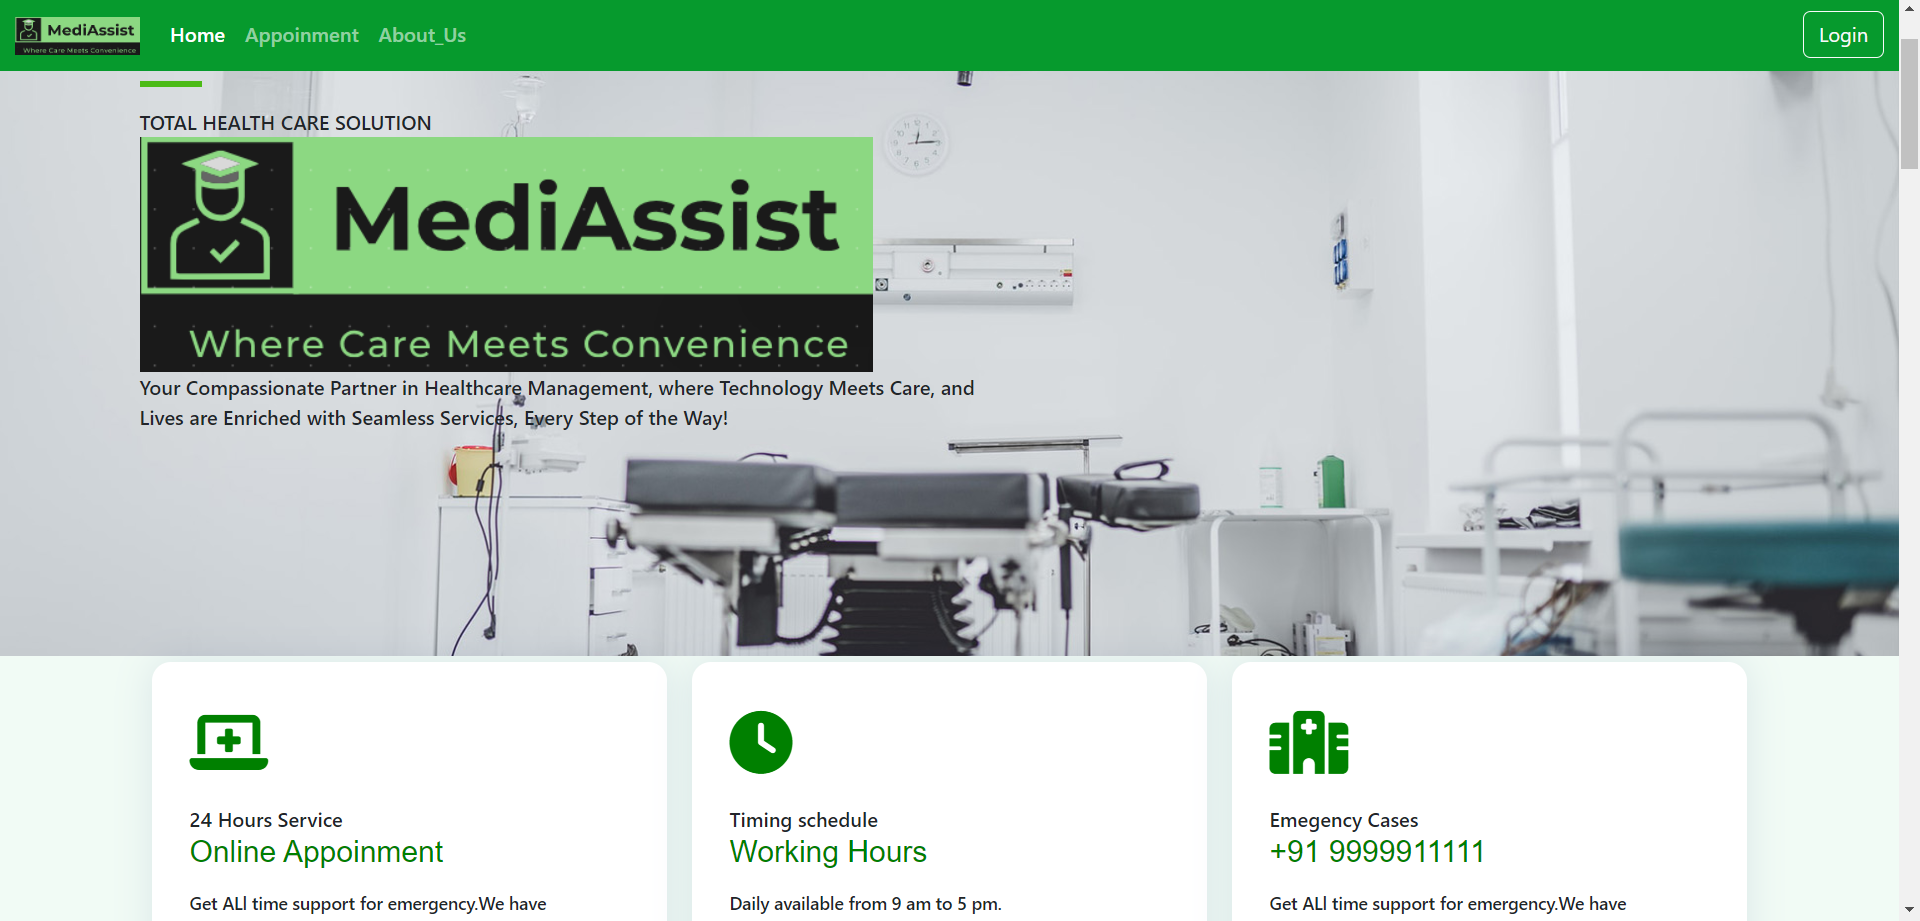 MediAssist
Where Care Meets Convenience
Home Appoinment About_Us
Login
TOTAL HEALTH CARE SOLUTION
MediAssist
Where Care Meets Convenience
Your Compassionate Partner in Healthcare Management, where Technology Meets Care, and
Lives are Enriched with Seamless Services, Every Step of the Way!
24 Hours Service
Online Appoinment
Get ALl time support for emergency.We have
Timing schedule
Working Hours
Daily available from 9 am to 5 pm.
Emegency Cases
+91 9999911111
Get ALl time support for emergency.We have